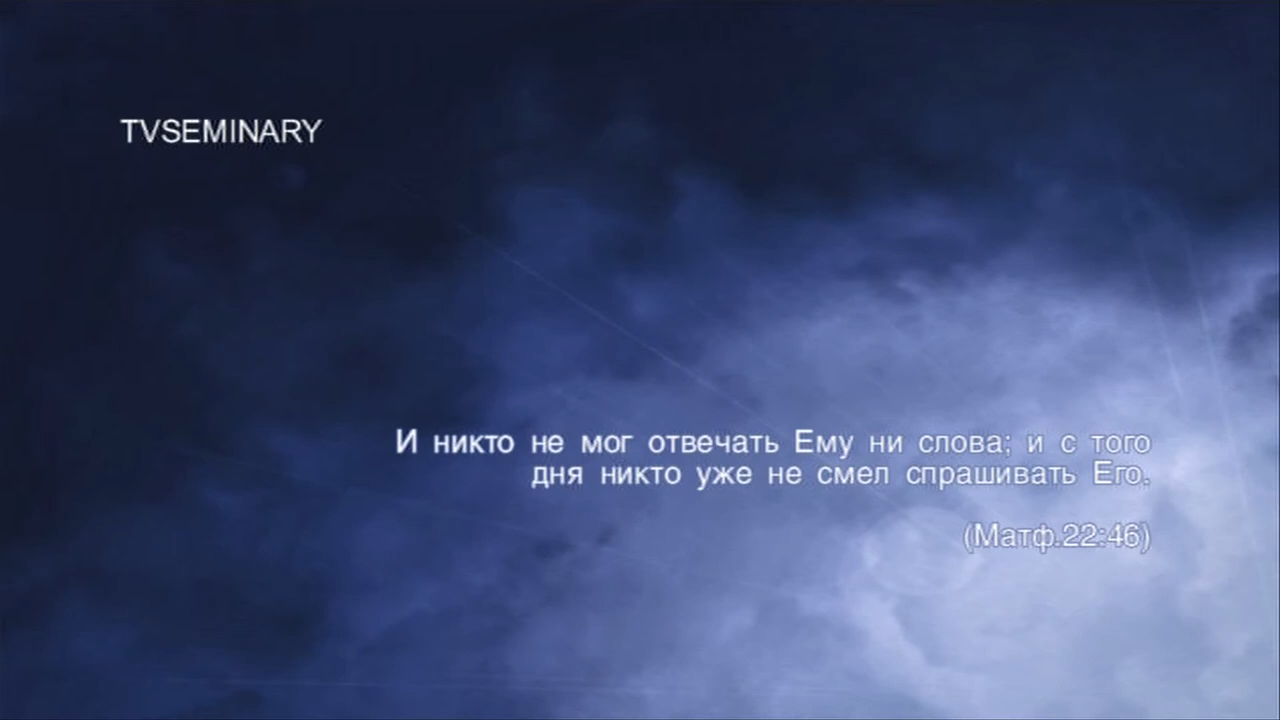 TVSEMINARY
И никто не мог отвечать Ему ни слова; и с того
дня никто уже не смел спрашивать Его.
(Матф.22:46)